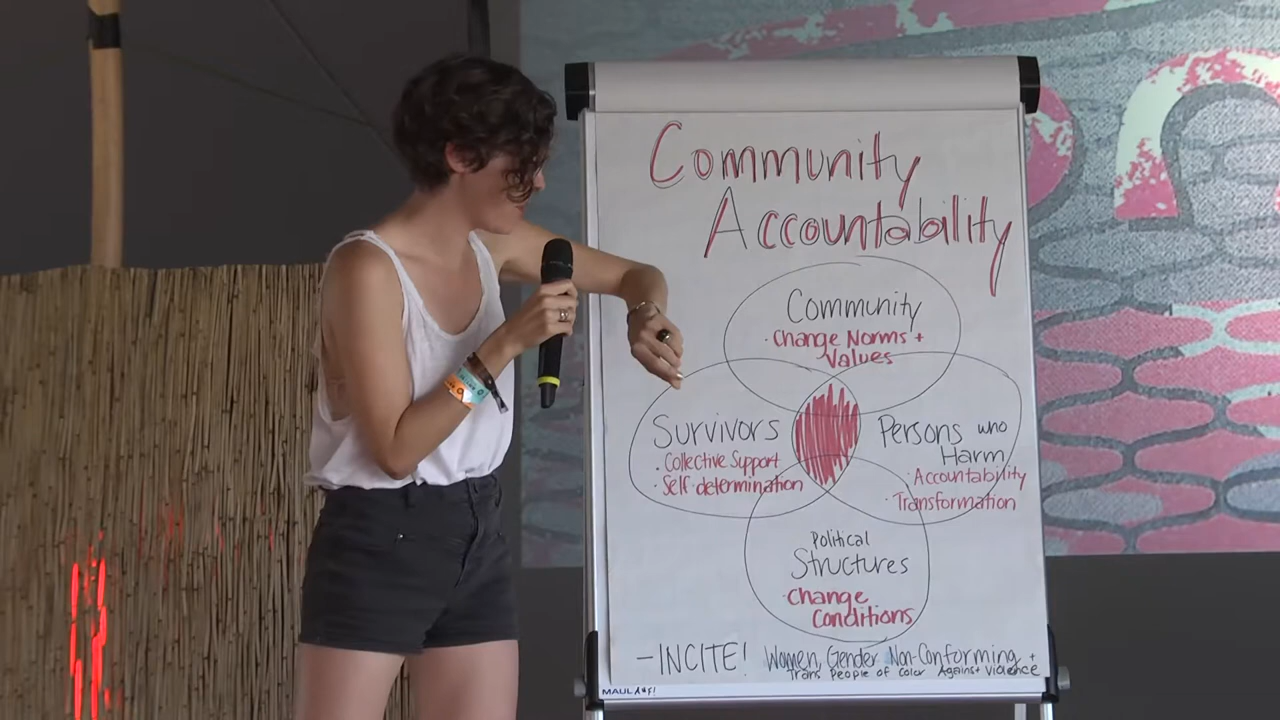 Community
Accountability
Community
· Change Norms +
Values
Survivors
· Collective Support
· Self-determination
Persons who
Harm
· Accountability
· Transformation
Political
Structures
· Change
Conditions
-INCITE! Women, Gender Non-Conforming +
Trans People of color Against Violence
MAUL